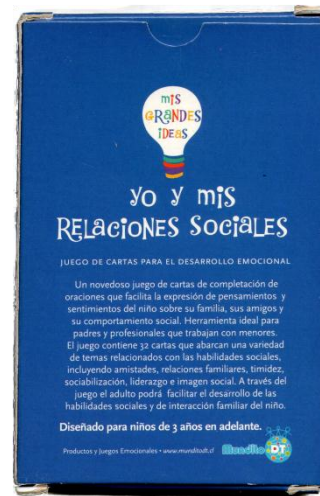 mis
GRANDES
iDEAS
yo y mis
RELACIONES SOCIALES
JUEGO DE CARTAS PARA EL DESARROLLO EMOCIONAL
Un novedoso juego de cartas de completación de
oraciones que facilita la expresión de pensamientos y
sentimientos del niño sobre su familia, sus amigos y
su comportamiento social. Herramienta ideal para
padres y profesionales que trabajan con menores.
El juego contiene 32 cartas que abarcan una variedad
de temas relacionados con las habilidades sociales,
incluyendo amistades, relaciones familiares, timidez,
sociabilización, liderazgo e imagen social. A través del
juego el adulto podrá facilitar el desarrollo de las
habilidades sociales y de interacción familiar del niño.
Diseñado para niños de 3 años en adelante.
Productos y Juegos Emocionales • www.munditodt.cl Mundito DT